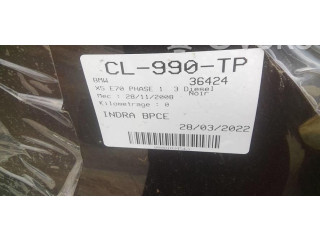 CL-990-TP
BMW 36424
X5 E70 PHASE 1 3 Diesel
Mec : 28/11/2008 Noir
Kilometrage : 0
INDRA BPCE
28/03/2022